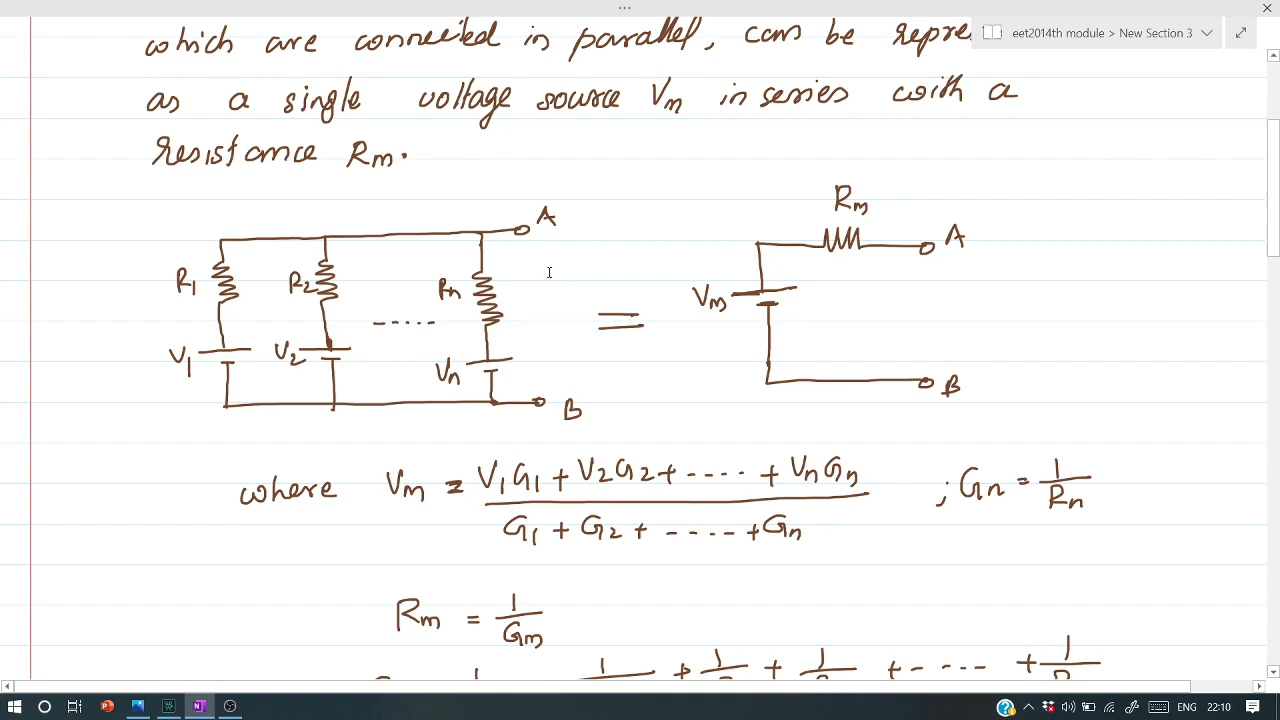 eet2014th module > New Section 3
which are connected in parallel, can be repre
as a single voltage source Vm in series with a
resistance Rm.
R1 R2 Rn A
V1 V2 ..... Vn B
=
Rm
Vm A
B
where Vm = V1G1 + V2G2 + ..... + VnGn / G1 + G2 + ..... + Gn ; Gn = 1/Rn
Rm = 1/Gm
ENG 22:10